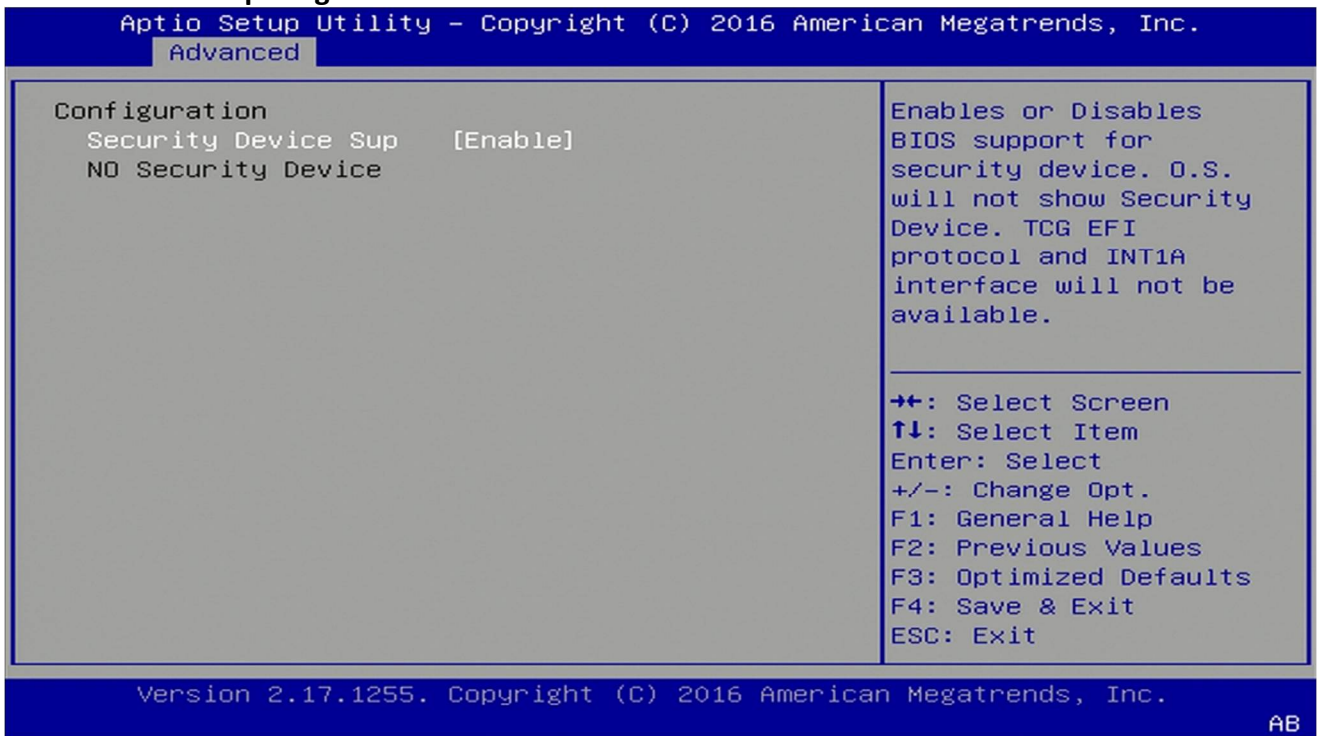 Aptio Setup Utility – Copyright (C) 2016 American Megatrends, Inc.
Advanced
Configuration
Security Device Sup [Enable]
NO Security Device
Enables or Disables
BIOS support for
security device. O.S.
will not show Security
Device. TCG EFI
protocol and INT1A
interface will not be
available.
→←: Select Screen
↑↓: Select Item
Enter: Select
+/-: Change Opt.
F1: General Help
F2: Previous Values
F3: Optimized Defaults
F4: Save & Exit
ESC: Exit
Version 2.17.1255. Copyright (C) 2016 American Megatrends, Inc.
AB